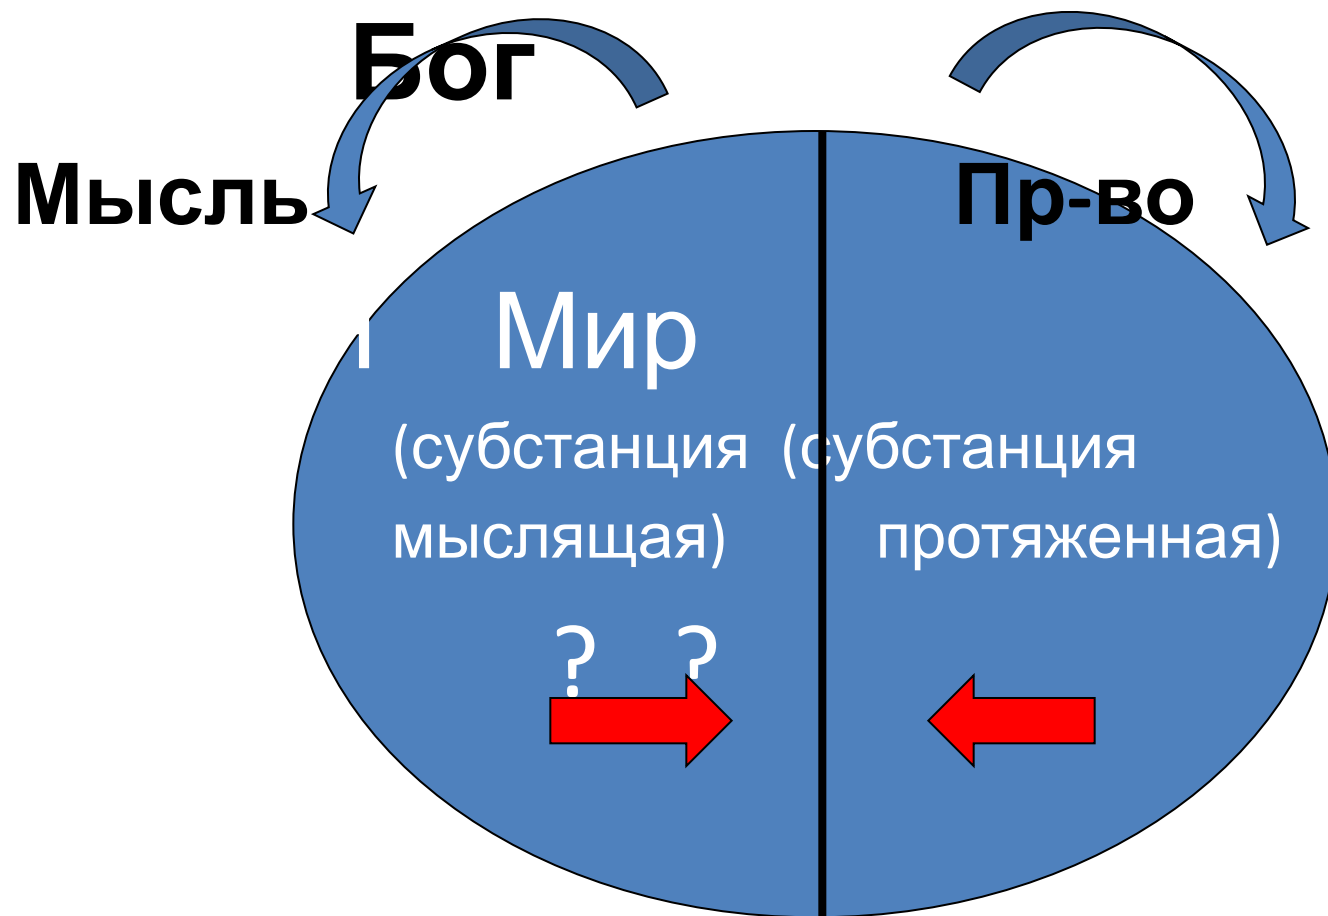 Бог
Мысль Пр-во
Мир
(субстанция (субстанция
мыслящая) протяженная)
? ?